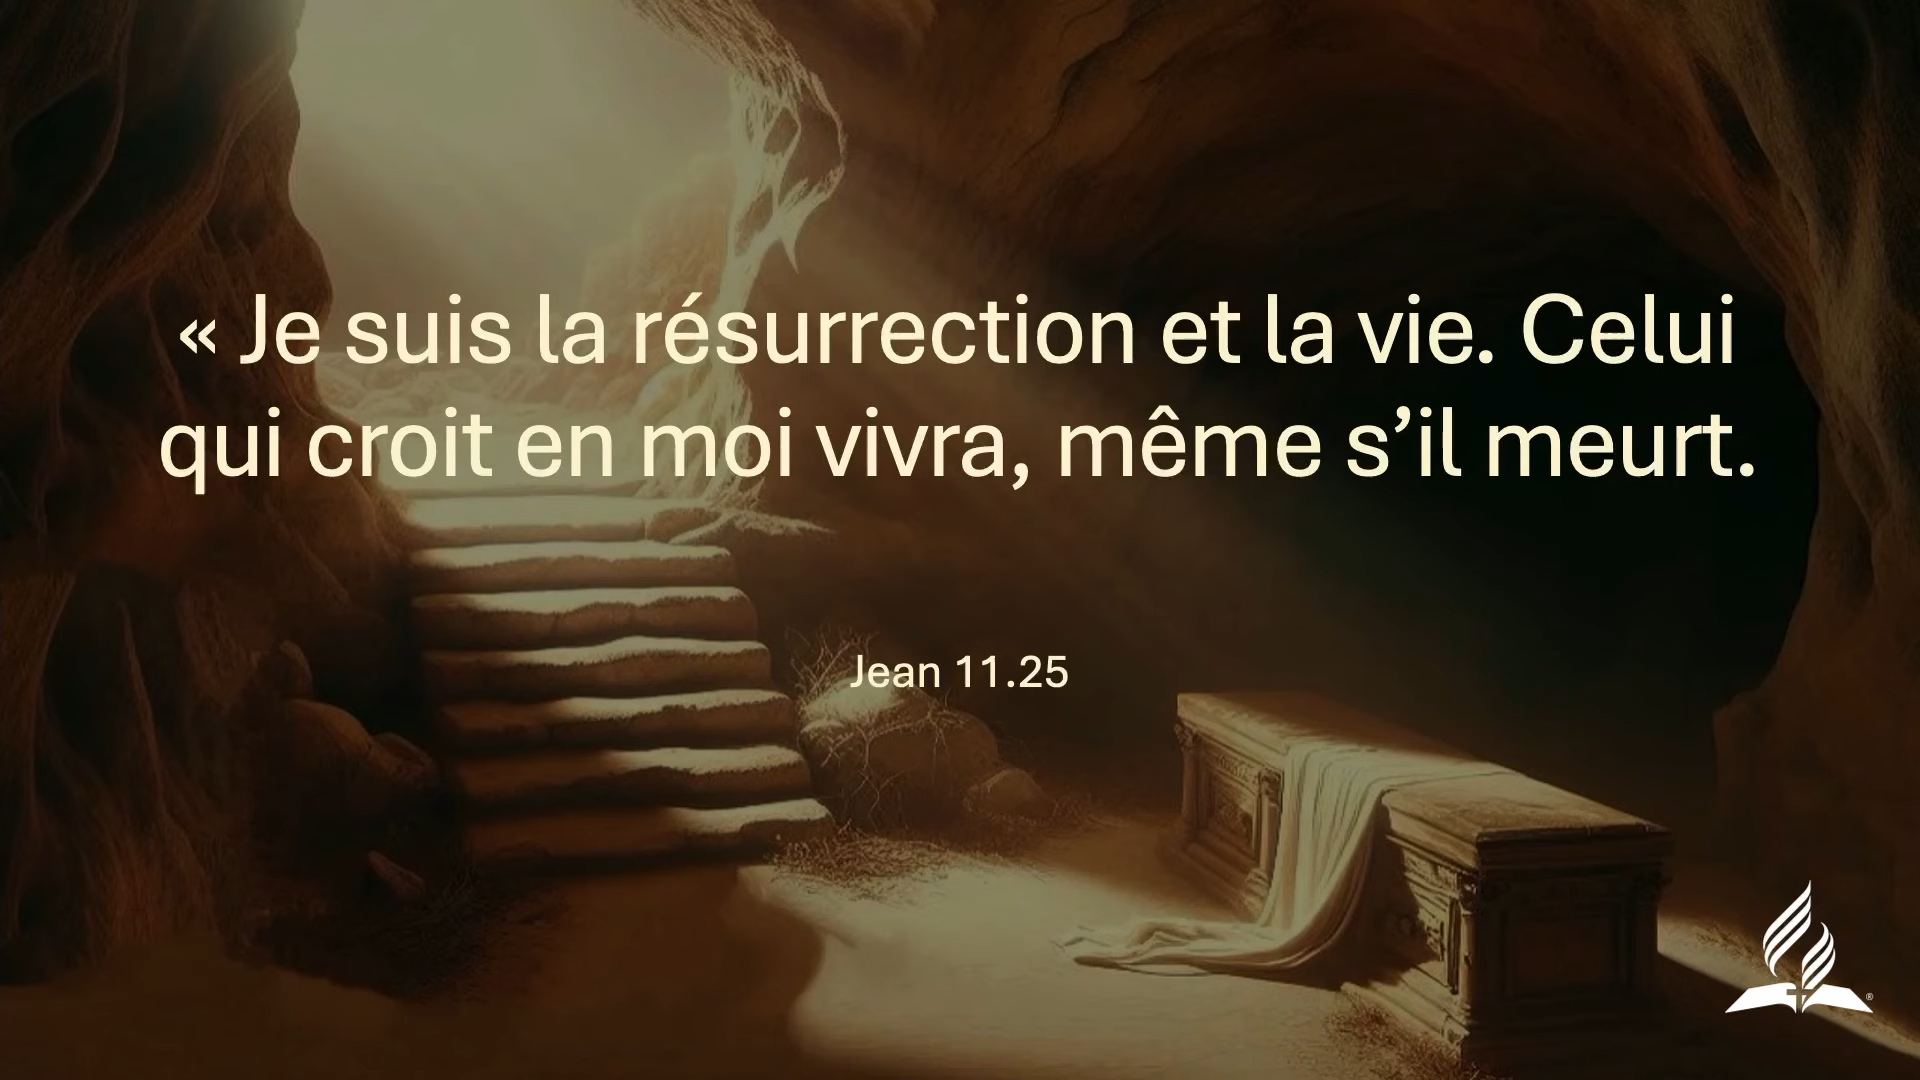 « Je suis la résurrection et la vie. Celui
qui croit en moi vivra, même s’il meurt.
Jean 11.25
®